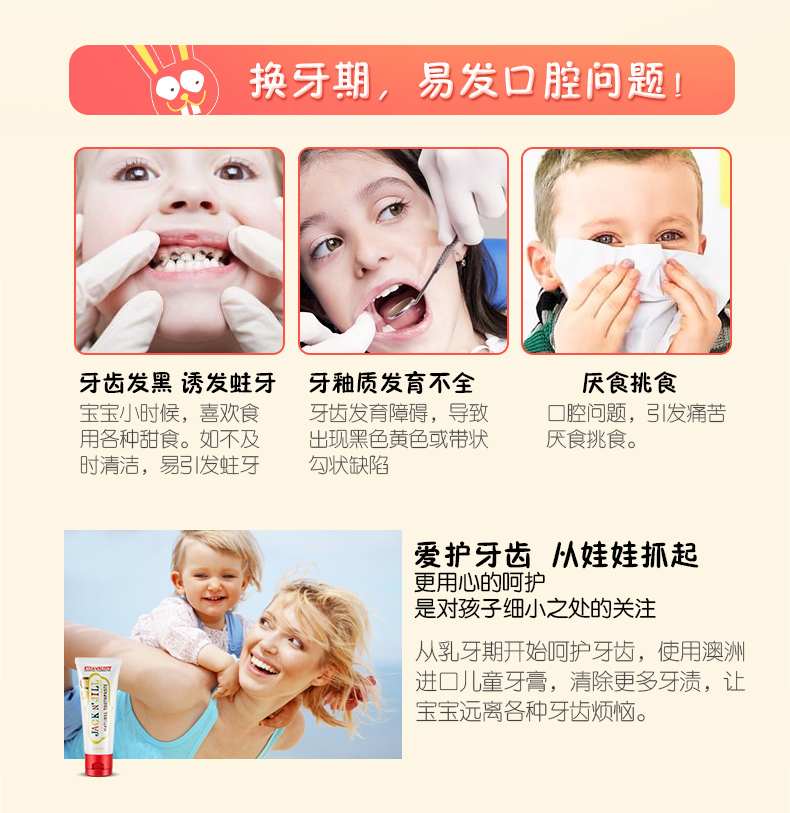 换牙期，易发口腔问题！
牙齿发黑 诱发蛀牙
宝宝小时候，喜欢食
用各种甜食。如不及
时清洁，易引发蛀牙
牙釉质发育不全
牙齿发育障碍，导致
出现黑色黄色或带状
勾状缺陷
厌食挑食
口腔问题，引发痛苦
厌食挑食。
爱护牙齿 从娃娃抓起
更用心的呵护
是对孩子细小之处的关注
从乳牙期开始呵护牙齿，使用澳洲
进口儿童牙膏，清除更多牙渍，让
宝宝远离各种牙齿烦恼。
JACK N' JILL